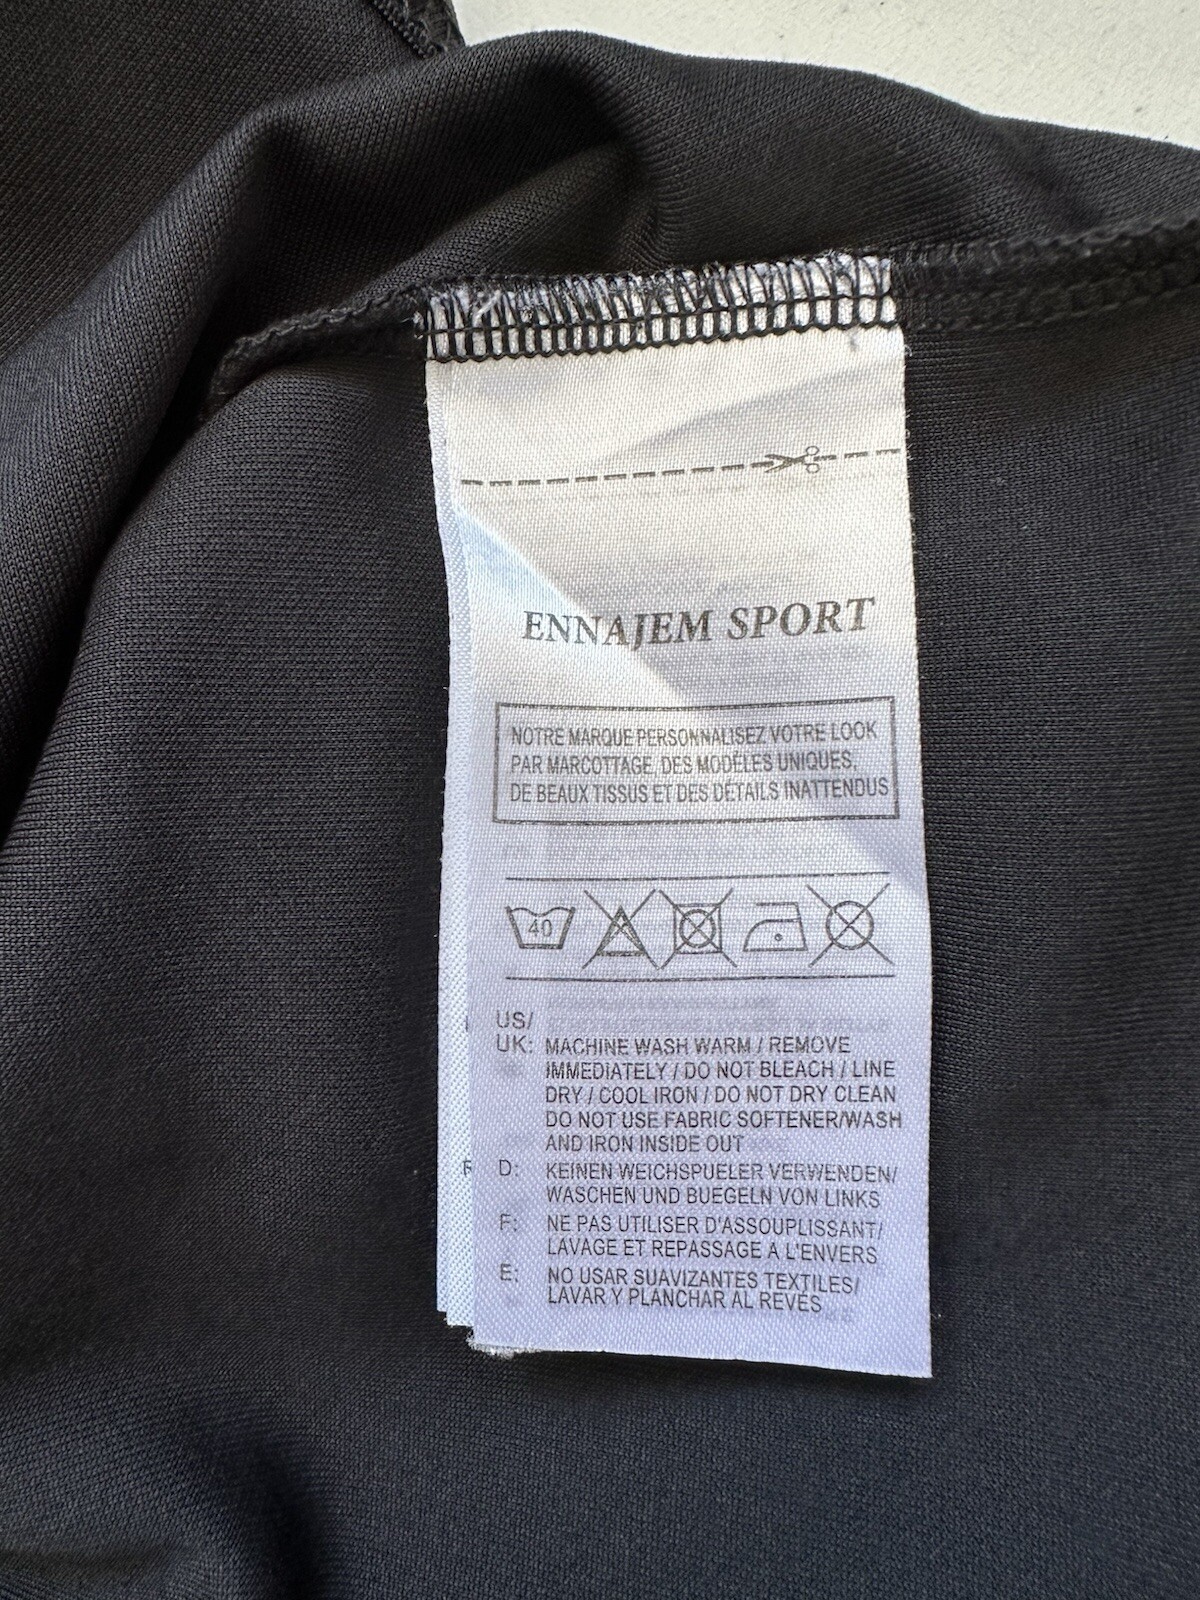 ENNAJEM SPORT
NOTRE MARQUE PERSONNALISEZ VOTRE LOOK
PAR MARCOTTAGE, DES MODÉLES UNIQUES,
DE BEAUX TISSUS ET DES DÉTAILS INATTENDUS
40
US/
UK: MACHINE WASH WARM / REMOVE
IMMEDIATELY / DO NOT BLEACH / LINE
DRY / COOL IRON / DO NOT DRY CLEAN
DO NOT USE FABRIC SOFTENER/WASH
AND IRON INSIDE OUT
D: KEINEN WEICHSPUELER VERWENDEN/
WASCHEN UND BUEGELN VON LINKS
F: NE PAS UTILISER D'ASSOUPLISSANT/
LAVAGE ET REPASSAGE A L'ENVERS
E: NO USAR SUAVIZANTES TEXTILES/
LAVAR Y PLANCHAR AL REVÉS